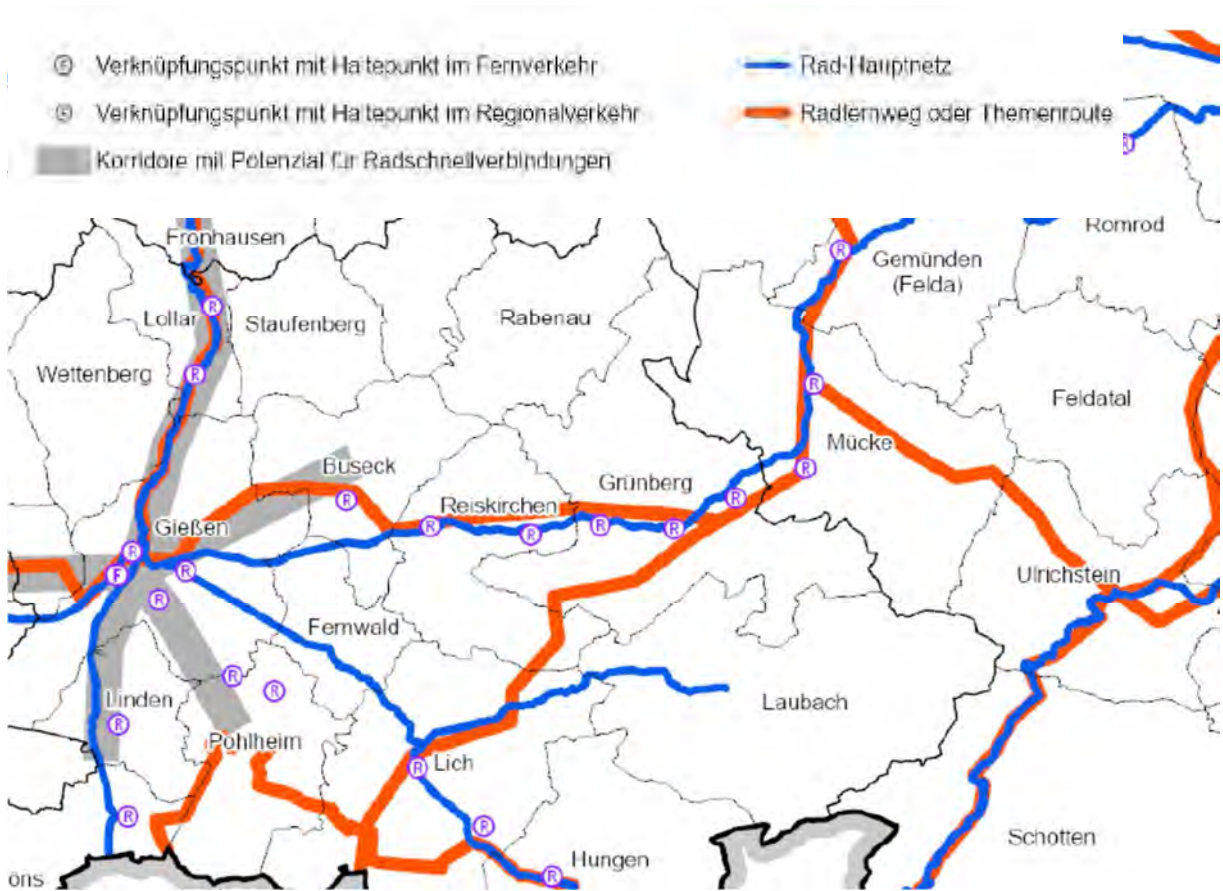 F Verknüpfungspunkt mit Haltepunkt im Fernverkehr
R Verknüpfungspunkt mit Haltepunkt im Regionalverkehr
Korridore mit Potenzial für Radschnellverbindungen
Rad-Hauptnetz
Radfernweg oder Themenroute
R
Romrod
Fronhausen
R
Gemünden
(Felda)
Lollar
R
Staufenberg
Rabenau
Wettenberg
R
R
Feldatal
Mücke
Buseck
R
R
Grünberg
R
Reiskirchen
R
R
R
R
Gießen
R
F
R
R
Ulrichstein
Fernwald
R
R
Linden
R
Laubach
Pohlheim
Lich
R
R
R
Schotten
Hungen
R
ons